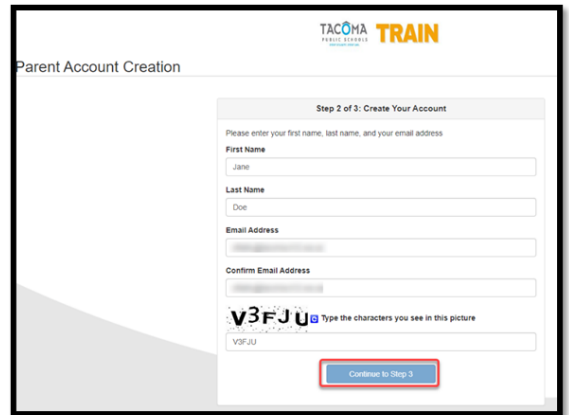 TACOMA TRAIN
PUBLIC SCHOOLS
Parent Account Creation
Step 2 of 3: Create Your Account
Please enter your first name, last name, and your email address
First Name
Jane
Last Name
Doe
Email Address
Confirm Email Address
V3FJU Type the characters you see in this picture
V3FJU
Continue to Step 3